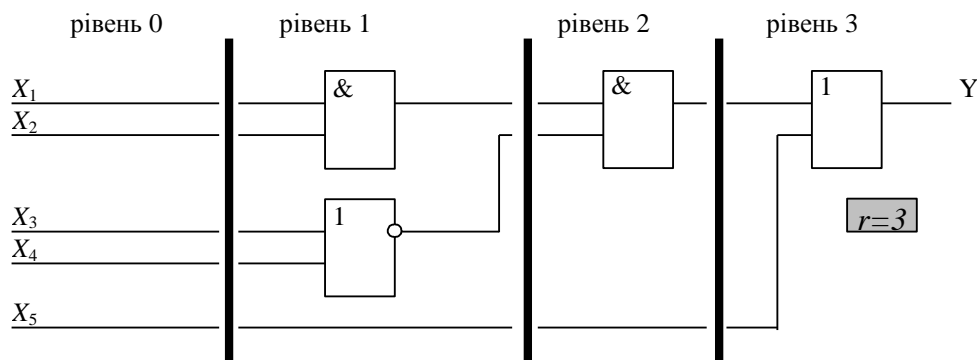 рівень 0 рівень 1 рівень 2 рівень 3
X₁ & & 1 Y
X₂
X₃ 1 r=3
X₄
X₅